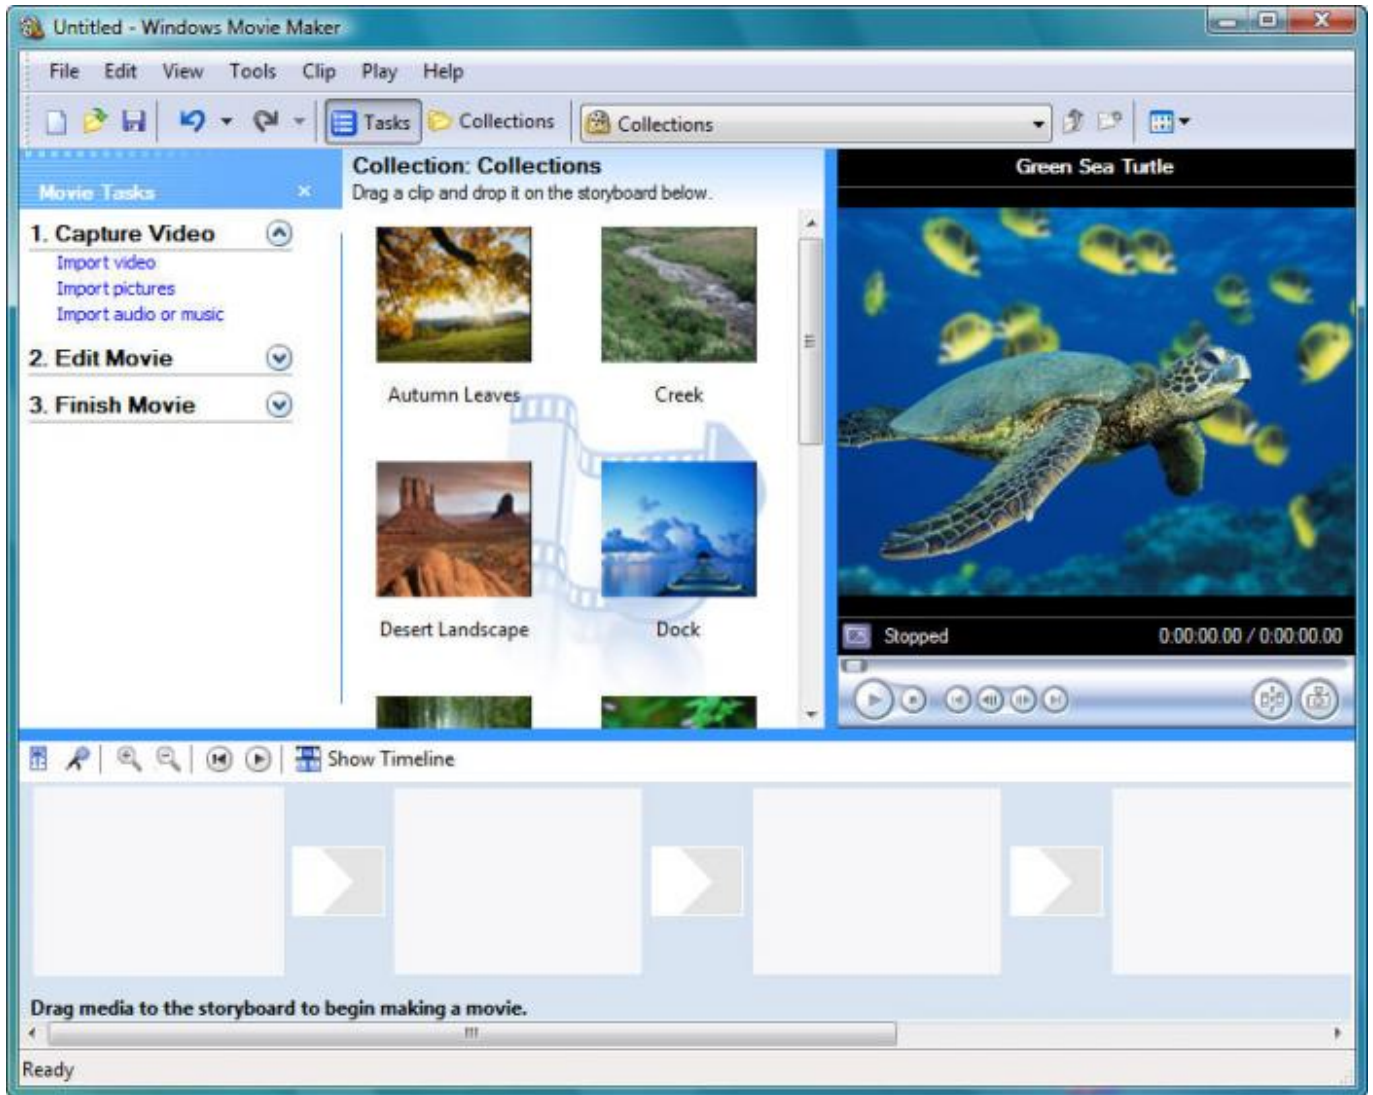 Untitled - Windows Movie Maker
File Edit View Tools Clip Play Help
Tasks Collections Collections
Movie Tasks
1. Capture Video
Import video
Import pictures
Import audio or music
2. Edit Movie
3. Finish Movie
Collection: Collections
Drag a clip and drop it on the storyboard below.
Autumn Leaves Creek
Desert Landscape Dock
Green Sea Turtle
Stopped 0:00:00.00 / 0:00:00.00
Show Timeline
Drag media to the storyboard to begin making a movie.
Ready